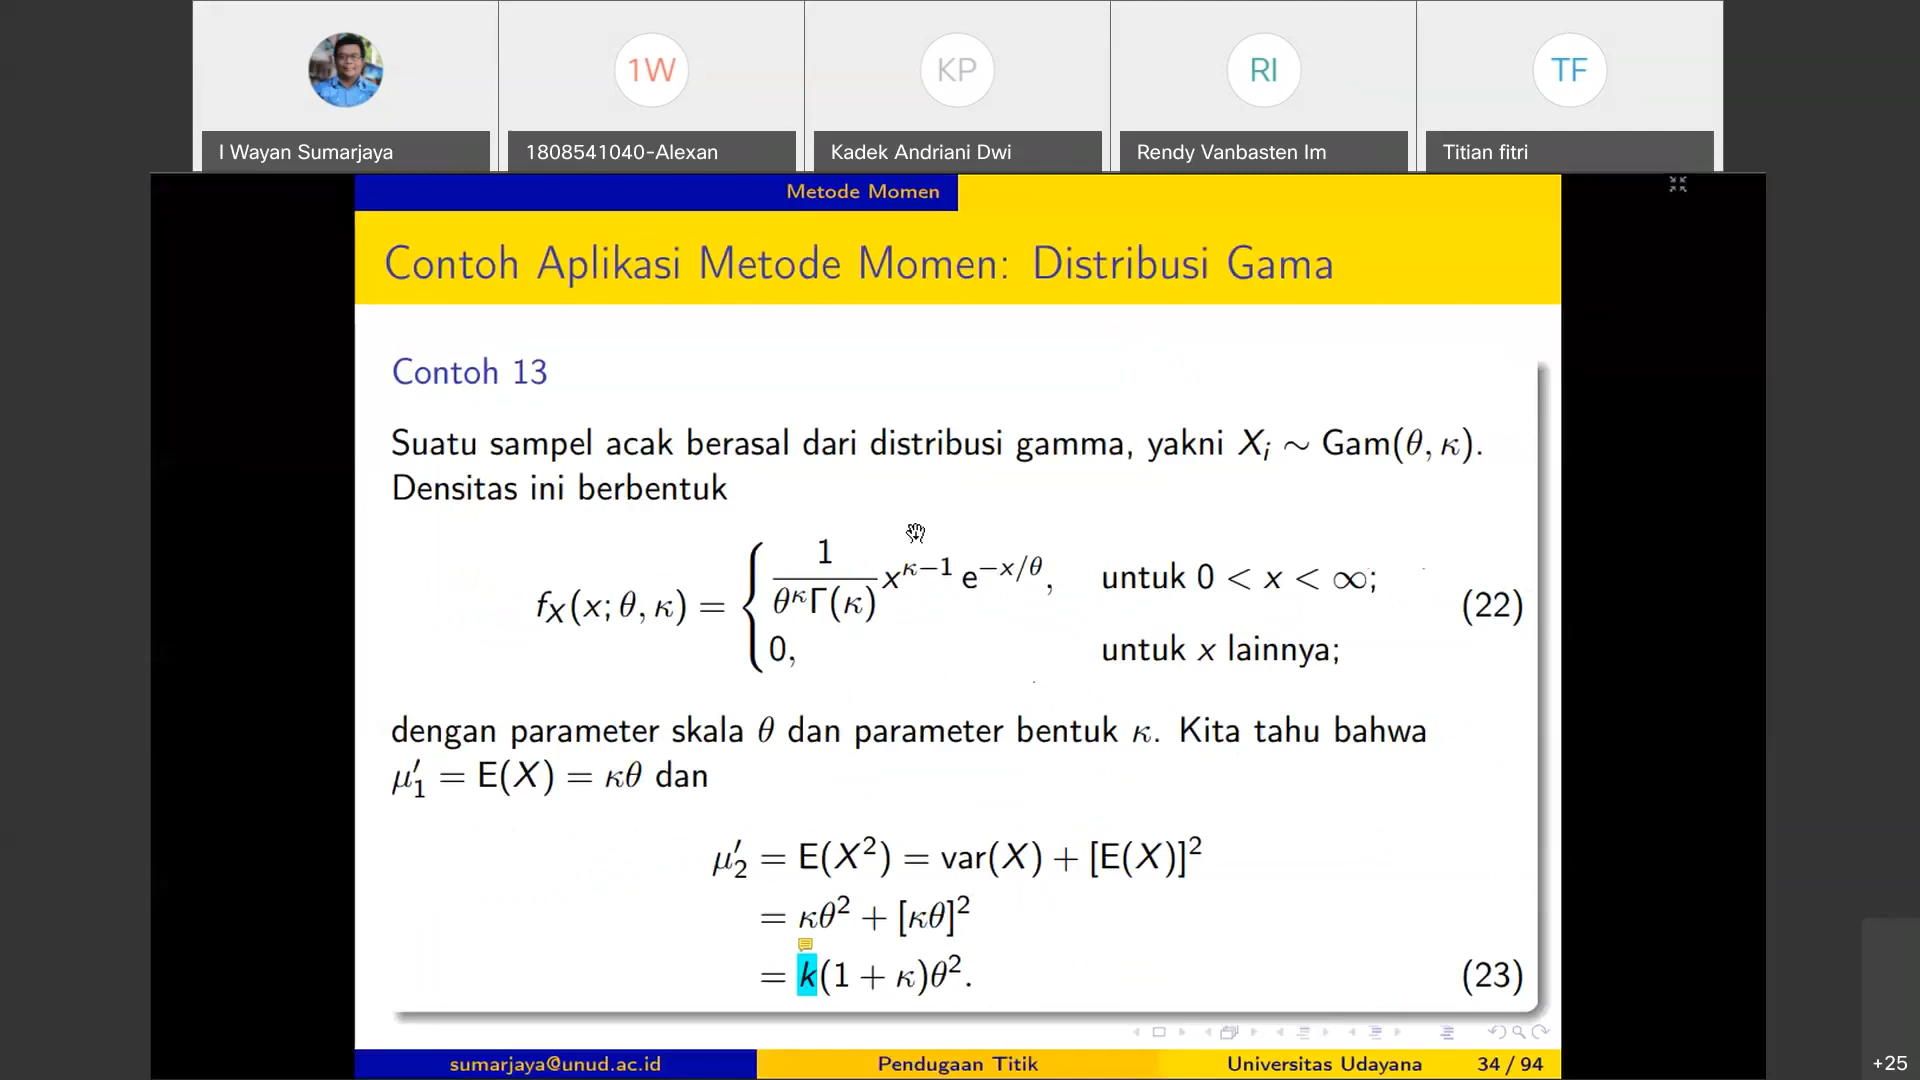 1W
KP
RI
TF
I Wayan Sumarjaya
1808541040-Alexan
Kadek Andriani Dwi
Rendy Vanbasten Im
Titian fitri
Metode Momen
Contoh Aplikasi Metode Momen: Distribusi Gama
Contoh 13
Suatu sampel acak berasal dari distribusi gamma, yakni Xᵢ ∼ Gam(θ, κ).
Densitas ini berbentuk
f_X(x; θ, κ) = { 1/(θ^κ Γ(κ)) x^(κ−1) e^(−x/θ), untuk 0 < x < ∞;
0, untuk x lainnya; (22)
dengan parameter skala θ dan parameter bentuk κ. Kita tahu bahwa
μ′₁ = E(X) = κθ dan
μ′₂ = E(X²) = var(X) + [E(X)]²
= κθ² + [κθ]²
= k(1 + κ)θ². (23)
sumarjaya@unud.ac.id
Pendugaan Titik
Universitas Udayana
34 / 94
+25